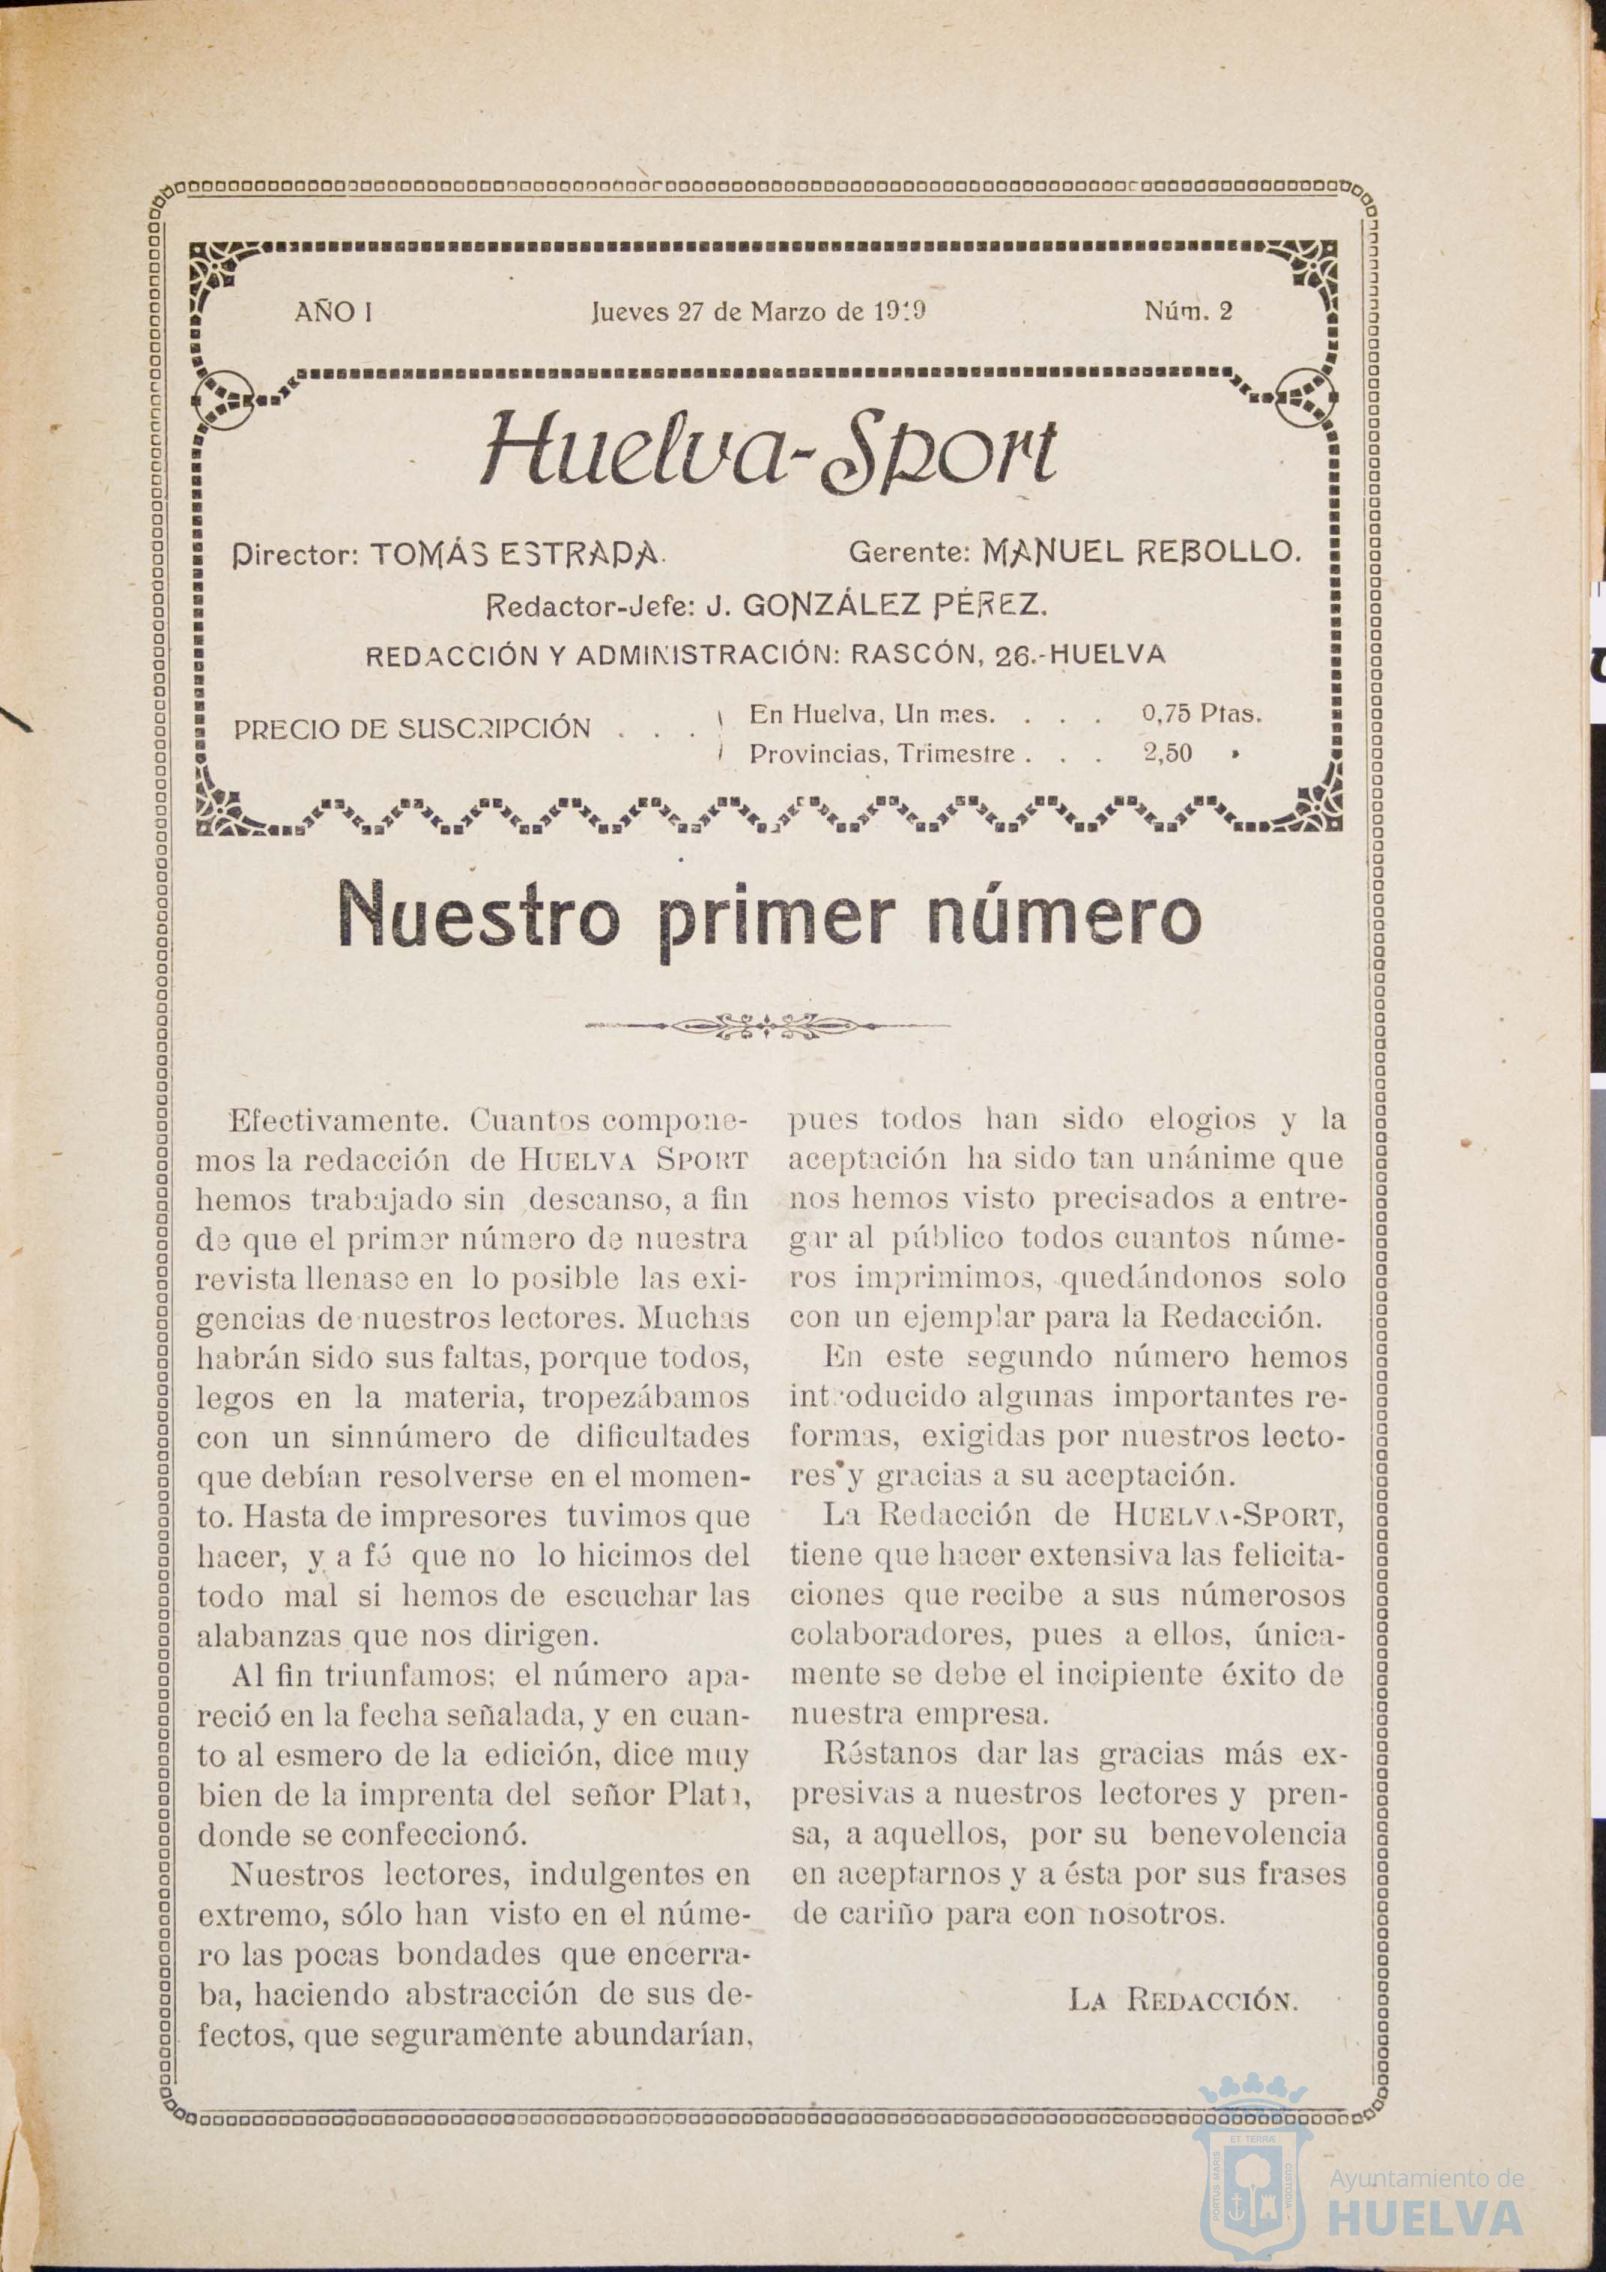 AÑO I Jueves 27 de Marzo de 1919 Núm. 2
Huelva-Sport
Director: TOMÁS ESTRADA. Gerente: MANUEL REBOLLO.
Redactor-Jefe: J. GONZÁLEZ PÉREZ.
REDACCIÓN Y ADMINISTRACIÓN: RASCÓN, 26.-HUELVA
PRECIO DE SUSCRIPCIÓN . . . En Huelva, Un mes. . . . . 0,75 Ptas.
Provincias, Trimestre . . . 2,50 »
Nuestro primer número
Efectivamente. Cuantos compone-
mos la redacción de HUELVA SPORT
hemos trabajado sin descanso, a fin
de que el primer número de nuestra
revista llenase en lo posible las exi-
gencias de nuestros lectores. Muchas
habrán sido sus faltas, porque todos,
legos en la materia, tropezábamos
con un sinnúmero de dificultades
que debían resolverse en el momen-
to. Hasta de impresores tuvimos que
hacer, y a fé que no lo hicimos del
todo mal si hemos de escuchar las
alabanzas que nos dirigen.
Al fin triunfamos; el número apa-
reció en la fecha señalada, y en cuan-
to al esmero de la edición, dice muy
bien de la imprenta del señor Plata,
donde se confeccionó.
Nuestros lectores, indulgentes en
extremo, sólo han visto en el núme-
ro las pocas bondades que encerra-
ba, haciendo abstracción de sus de-
fectos, que seguramente abundarían,
pues todos han sido elogios y la
aceptación ha sido tan unánime que
nos hemos visto precisados a entre-
gar al público todos cuantos núme-
ros imprimimos, quedándonos solo
con un ejemplar para la Redacción.
En este segundo número hemos
introducido algunas importantes re-
formas, exigidas por nuestros lecto-
res y gracias a su aceptación.
La Redacción de HUELVA-SPORT,
tiene que hacer extensiva las felicita-
ciones que recibe a sus númerosos
colaboradores, pues a ellos, única-
mente se debe el incipiente éxito de
nuestra empresa.
Réstanos dar las gracias más ex-
presivas a nuestros lectores y pren-
sa, a aquellos, por su benevolencia
en aceptarnos y a ésta por sus frases
de cariño para con nosotros.
LA REDACCIÓN.
PORTUS MARIS ET TERRÆ CUSTODIA
Ayuntamiento de
HUELVA